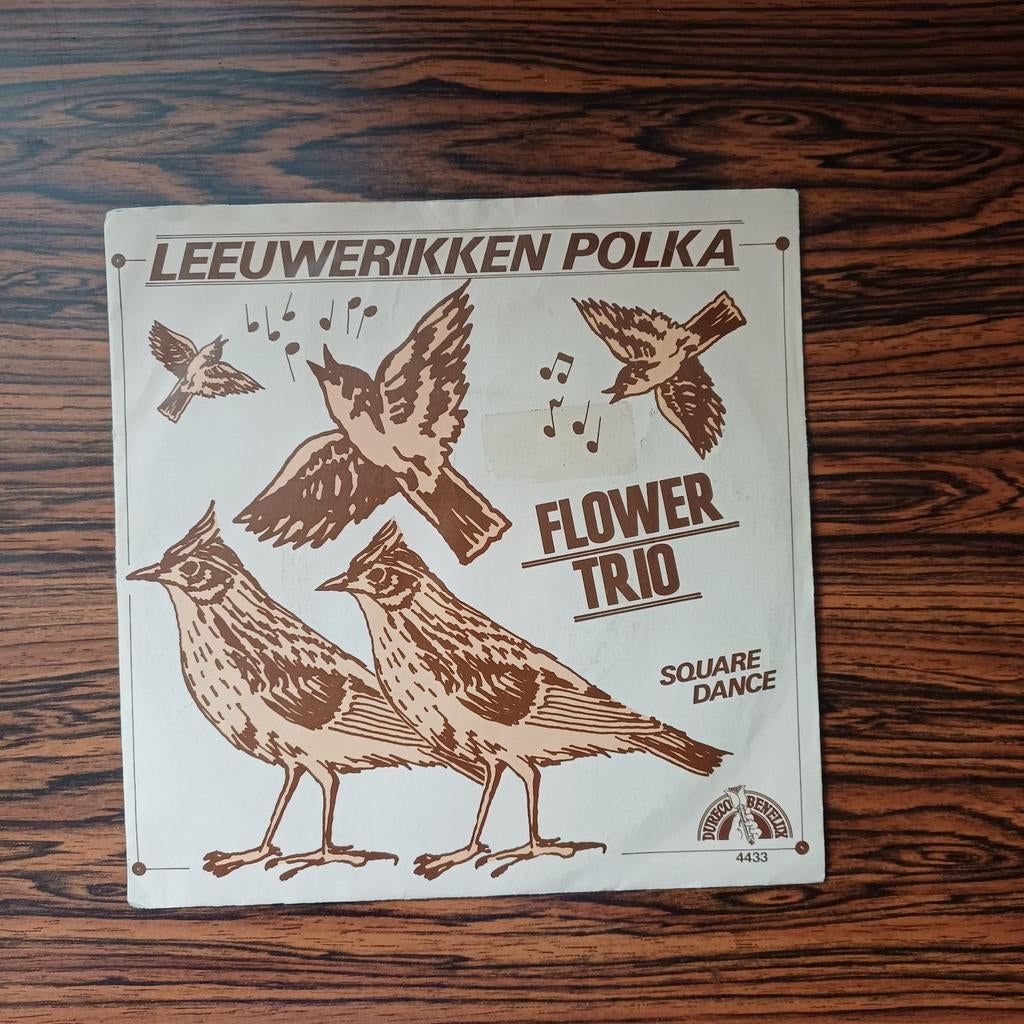 LEEUWERIKKEN POLKA
FLOWER
TRIO
SQUARE
DANCE
DURECO BENELUX
4433